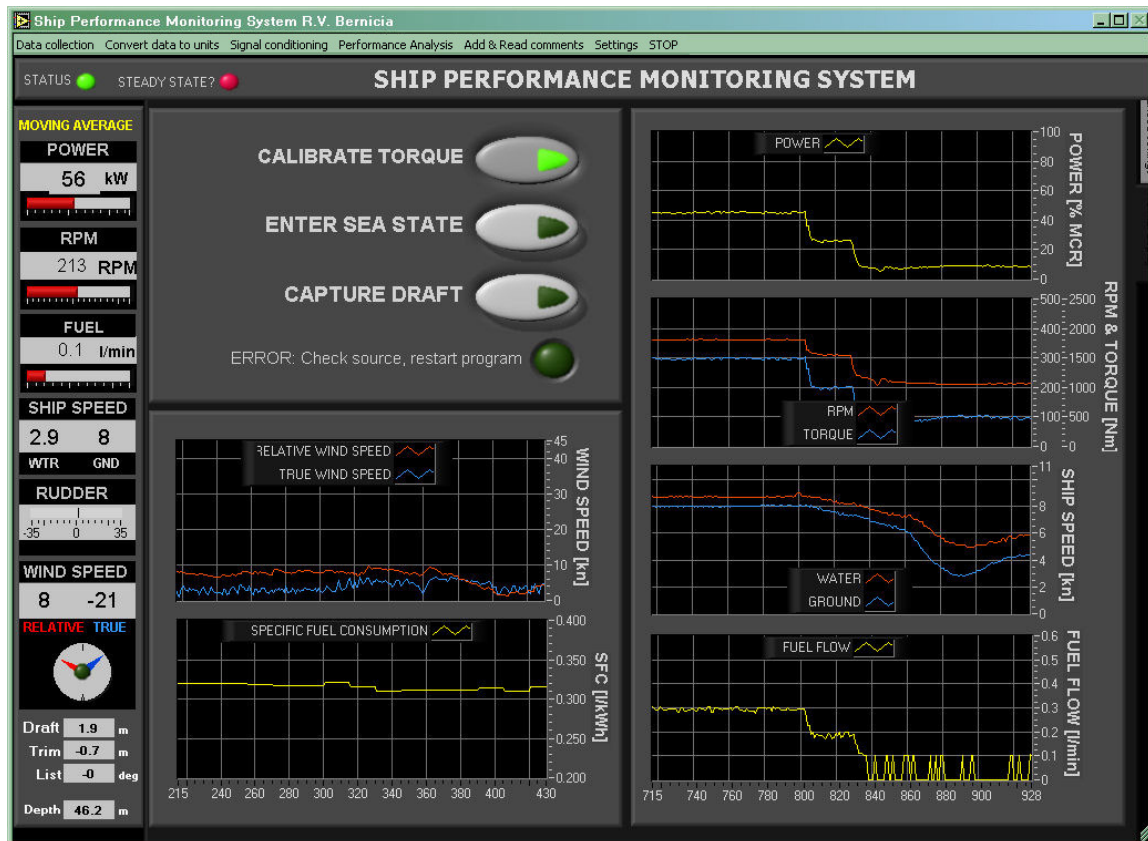 Ship Performance Monitoring System R.V. Bernicia
Data collection Convert data to units Signal conditioning Performance Analysis Add & Read comments Settings STOP
STATUS STEADY STATE? SHIP PERFORMANCE MONITORING SYSTEM
MOVING AVERAGE
POWER
56 kW
RPM
213 RPM
FUEL
0.1 l/min
SHIP SPEED
2.9 8
WTR GND
RUDDER
-35 0 35
WIND SPEED
8 -21
RELATIVE TRUE
Draft 1.9 m
Trim -0.7 m
List -0 deg
Depth 46.2 m
CALIBRATE TORQUE
ENTER SEA STATE
CAPTURE DRAFT
ERROR: Check source, restart program
RELATIVE WIND SPEED
TRUE WIND SPEED
45
40
30
20
10
0
WIND SPEED [kn]
SPECIFIC FUEL CONSUMPTION
0.400
0.350
0.300
0.250
0.200
SFC [l/kWh]
215 240 260 280 300 320 340 360 380 400 430
POWER
100
80
60
40
20
0
POWER [% MCR]
RPM
TORQUE
500 2500
400 2000
300 1500
200 1000
100 500
0 0
RPM & TORQUE [Nm]
WATER
GROUND
11
8
6
4
2
0
SHIP SPEED [kn]
FUEL FLOW
0.6
0.5
0.4
0.3
0.2
0.1
0
FUEL FLOW [l/min]
715 740 760 780 800 820 840 860 880 900 928